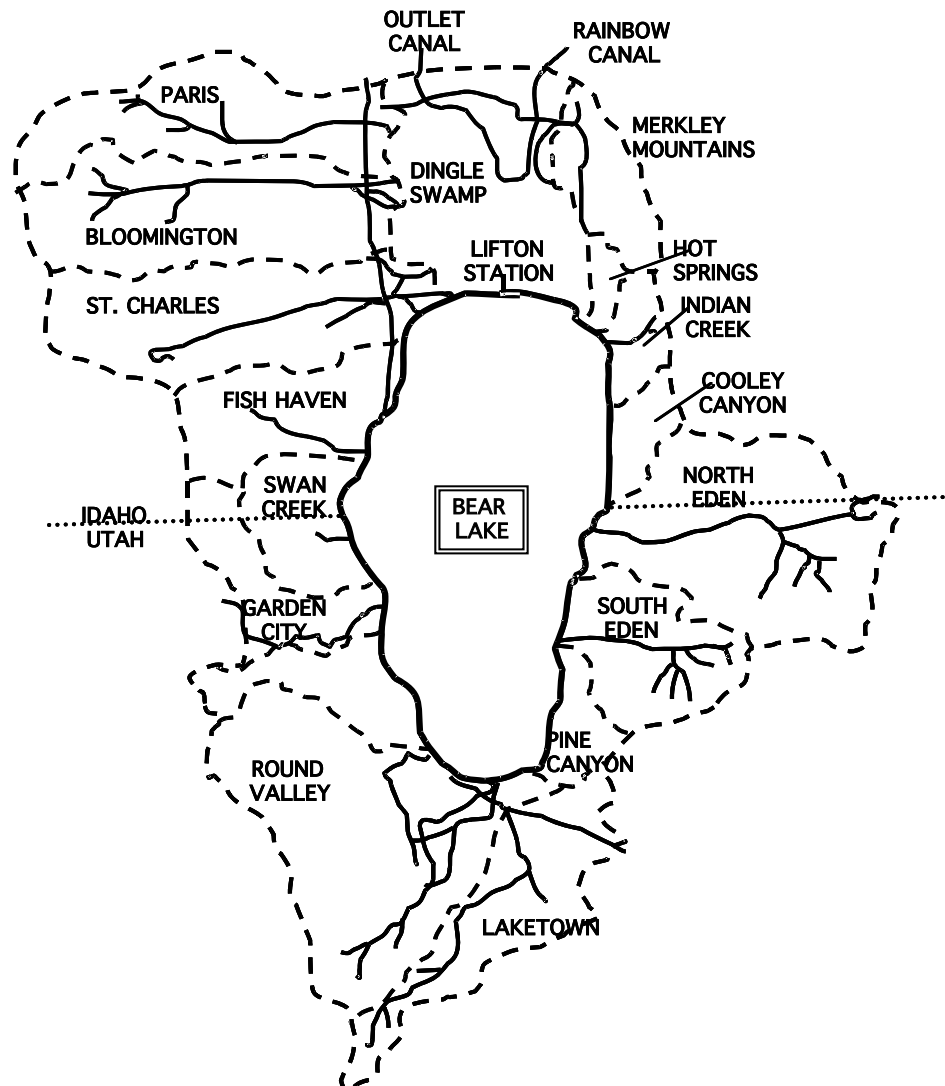 OUTLET
CANAL
RAINBOW
CANAL
PARIS
MERKLEY
MOUNTAINS
DINGLE
SWAMP
BLOOMINGTON
LIFTON
STATION
HOT
SPRINGS
ST. CHARLES
INDIAN
CREEK
FISH HAVEN
COOLEY
CANYON
SWAN
CREEK
NORTH
EDEN
IDAHO
UTAH
BEAR
LAKE
GARDEN
CITY
SOUTH
EDEN
PINE
CANYON
ROUND
VALLEY
LAKETOWN